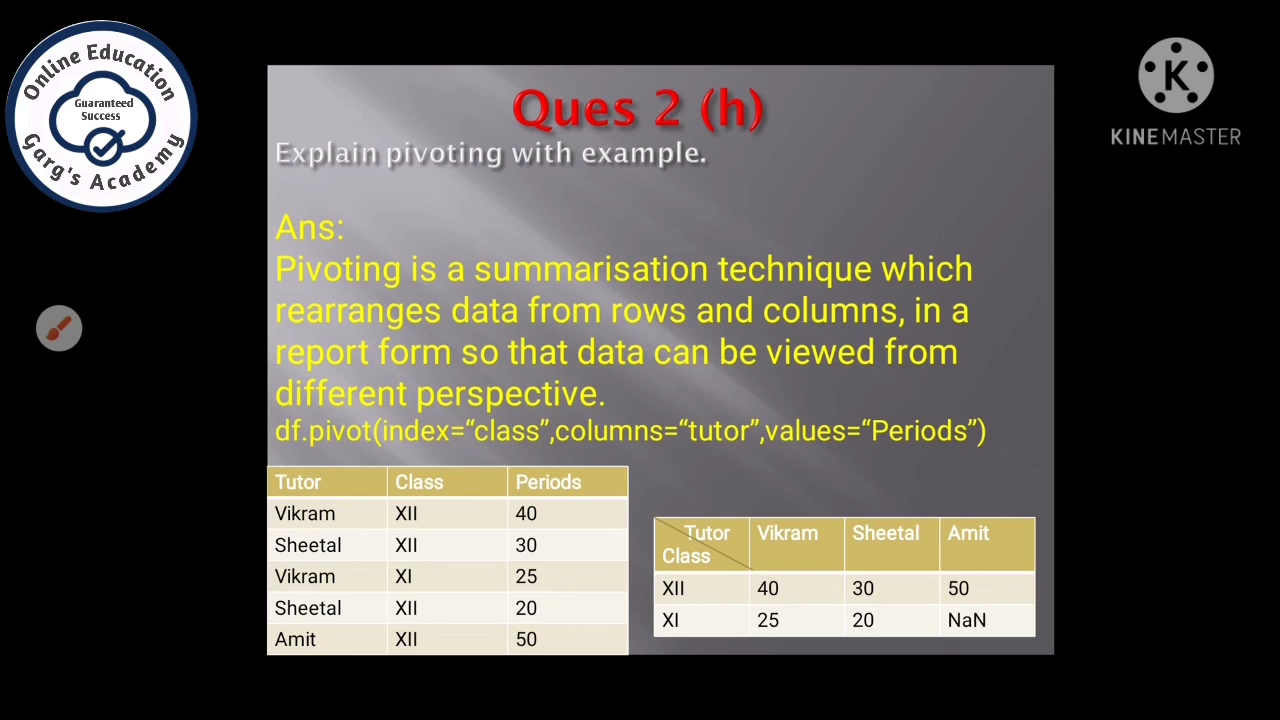 Online Education
Guaranteed
Success
Garg's Academy
K
KINEMASTER
Ques 2 (h)
Explain pivoting with example.
Ans:
Pivoting is a summarisation technique which
rearranges data from rows and columns, in a
report form so that data can be viewed from
different perspective.
df.pivot(index=“class”,columns=“tutor”,values=“Periods”)
Tutor Class Periods
Vikram XII 40
Sheetal XII 30
Vikram XI 25
Sheetal XII 20
Amit XII 50
Tutor Vikram Sheetal Amit
Class
XII 40 30 50
XI 25 20 NaN